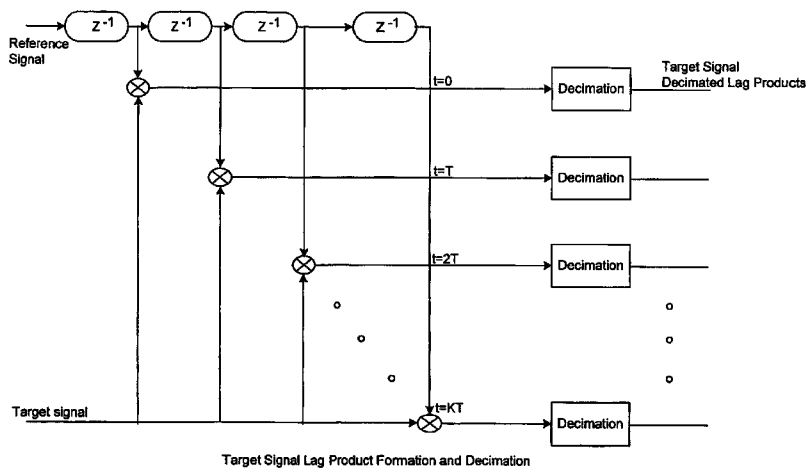 z⁻¹ z⁻¹ z⁻¹ z⁻¹
Reference
Signal
Target Signal
Decimated Lag Products
t=0
Decimation
t=T
Decimation
t=2T
Decimation
Target signal
t=KT
Decimation
Target Signal Lag Product Formation and Decimation